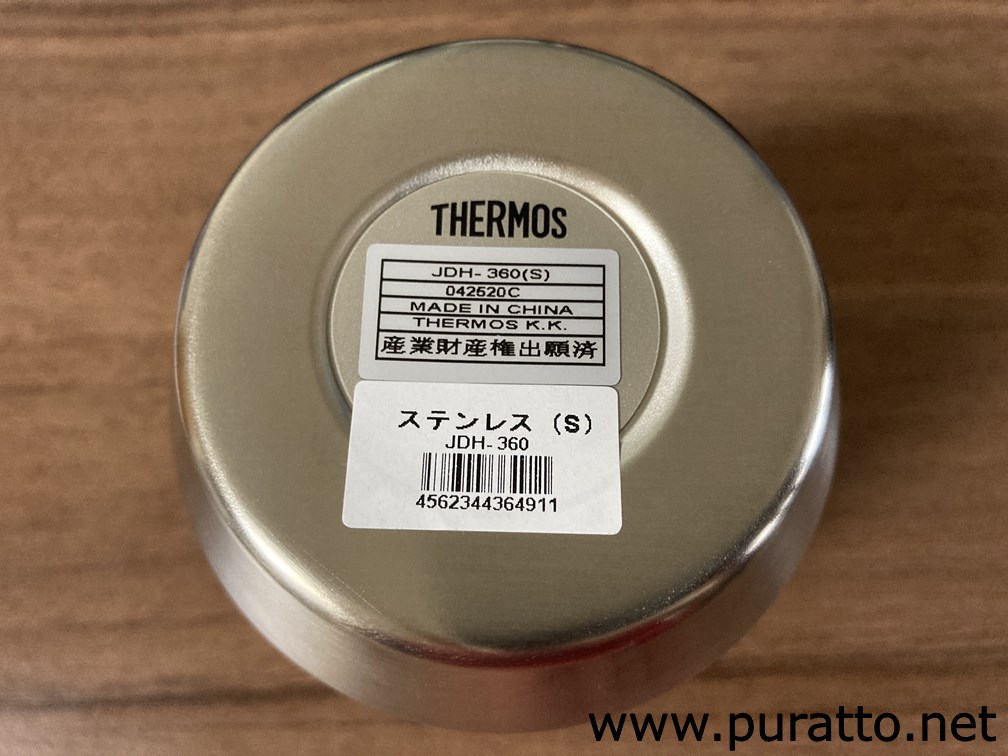 THERMOS
JDH-360(S)
042520C
MADE IN CHINA
THERMOS K.K.
産業財産権出願済
ステンレス (S)
JDH-360
4562344364911
www.puratto.net